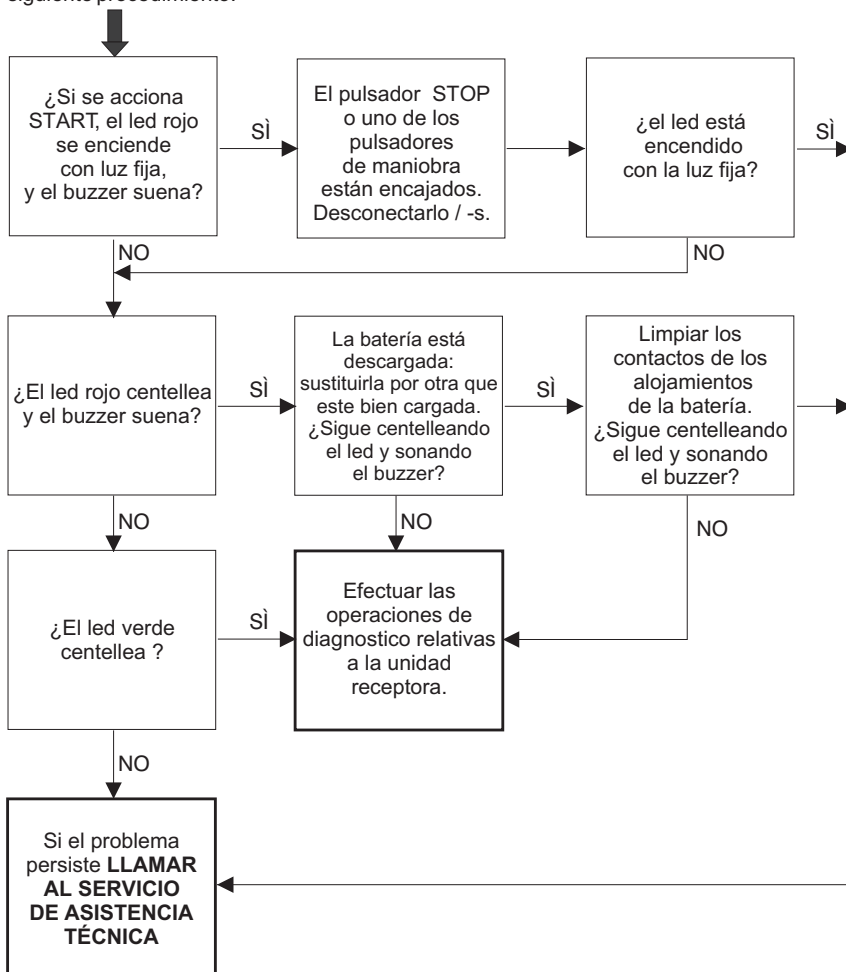 siguiente procedimiento:
¿Si se acciona
START, el led rojo
se enciende
con luz fija,
y el buzzer suena?
SÌ
El pulsador STOP
o uno de los
pulsadores
de maniobra
están encajados.
Desconectarlo / -s.
¿el led está
encendido
con la luz fija?
SÌ
NO
NO
¿El led rojo centellea
y el buzzer suena?
SÌ
La batería está
descargada:
sustituirla por otra que
este bien cargada.
¿Sigue centelleando
el led y sonando
el buzzer?
SÌ
Limpiar los
contactos de los
alojamientos
de la batería.
¿Sigue centelleando
el led y sonando
el buzzer?
NO
NO
NO
¿El led verde
centellea ?
SÌ
Efectuar las
operaciones de
diagnostico relativas
a la unidad
receptora.
NO
Si el problema
persiste LLAMAR
AL SERVICIO
DE ASISTENCIA
TÉCNICA